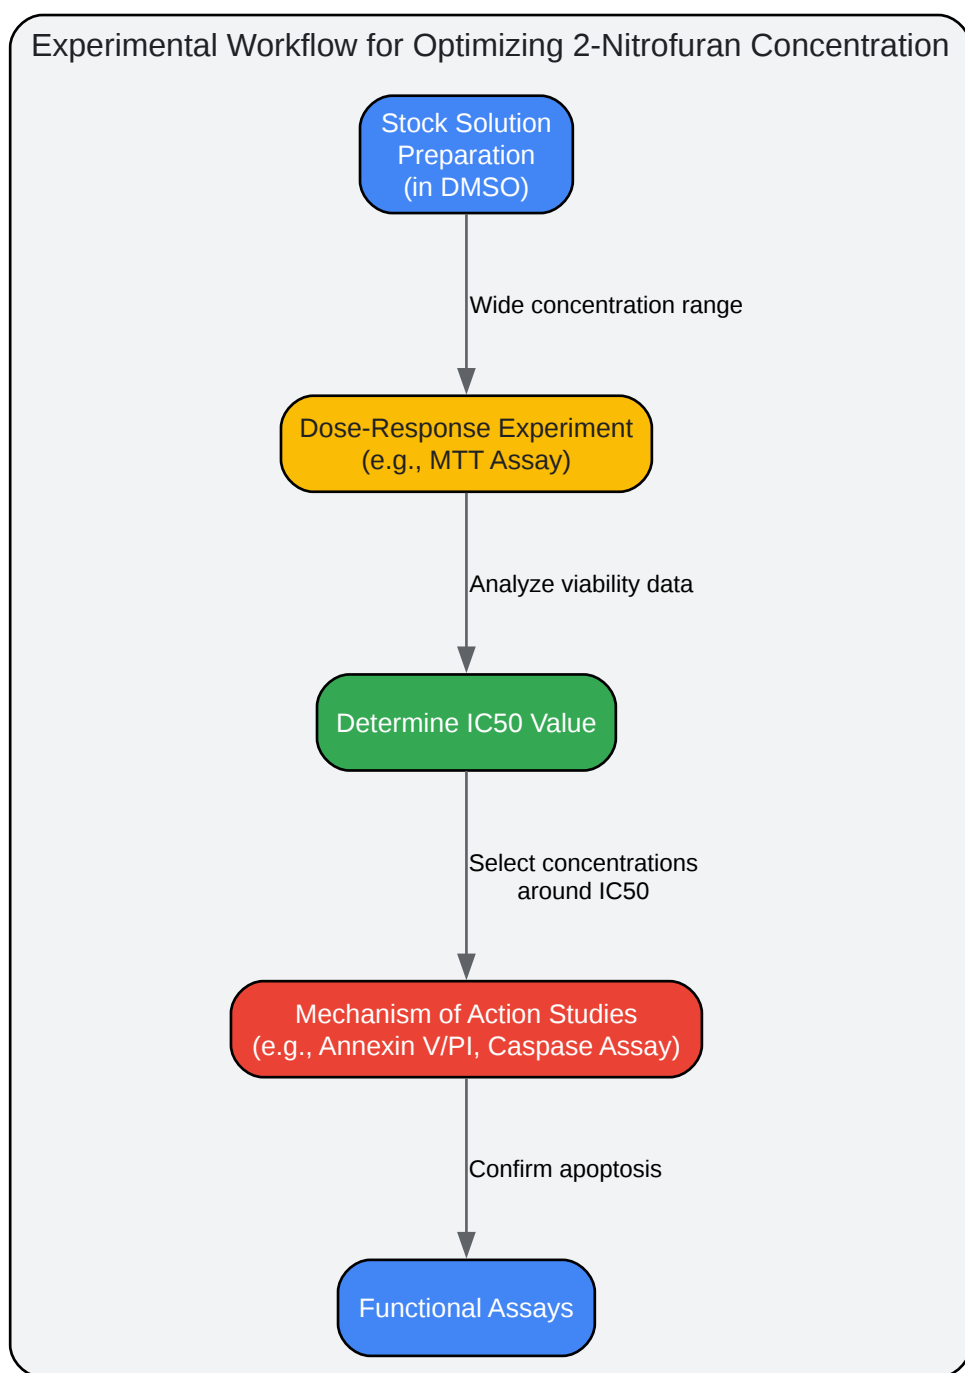 Experimental Workflow for Optimizing 2-Nitrofuran Concentration
Stock Solution
Preparation
(in DMSO)
Wide concentration range
Dose-Response Experiment
(e.g., MTT Assay)
Analyze viability data
Determine IC50 Value
Select concentrations
around IC50
Mechanism of Action Studies
(e.g., Annexin V/PI, Caspase Assay)
Confirm apoptosis
Functional Assays